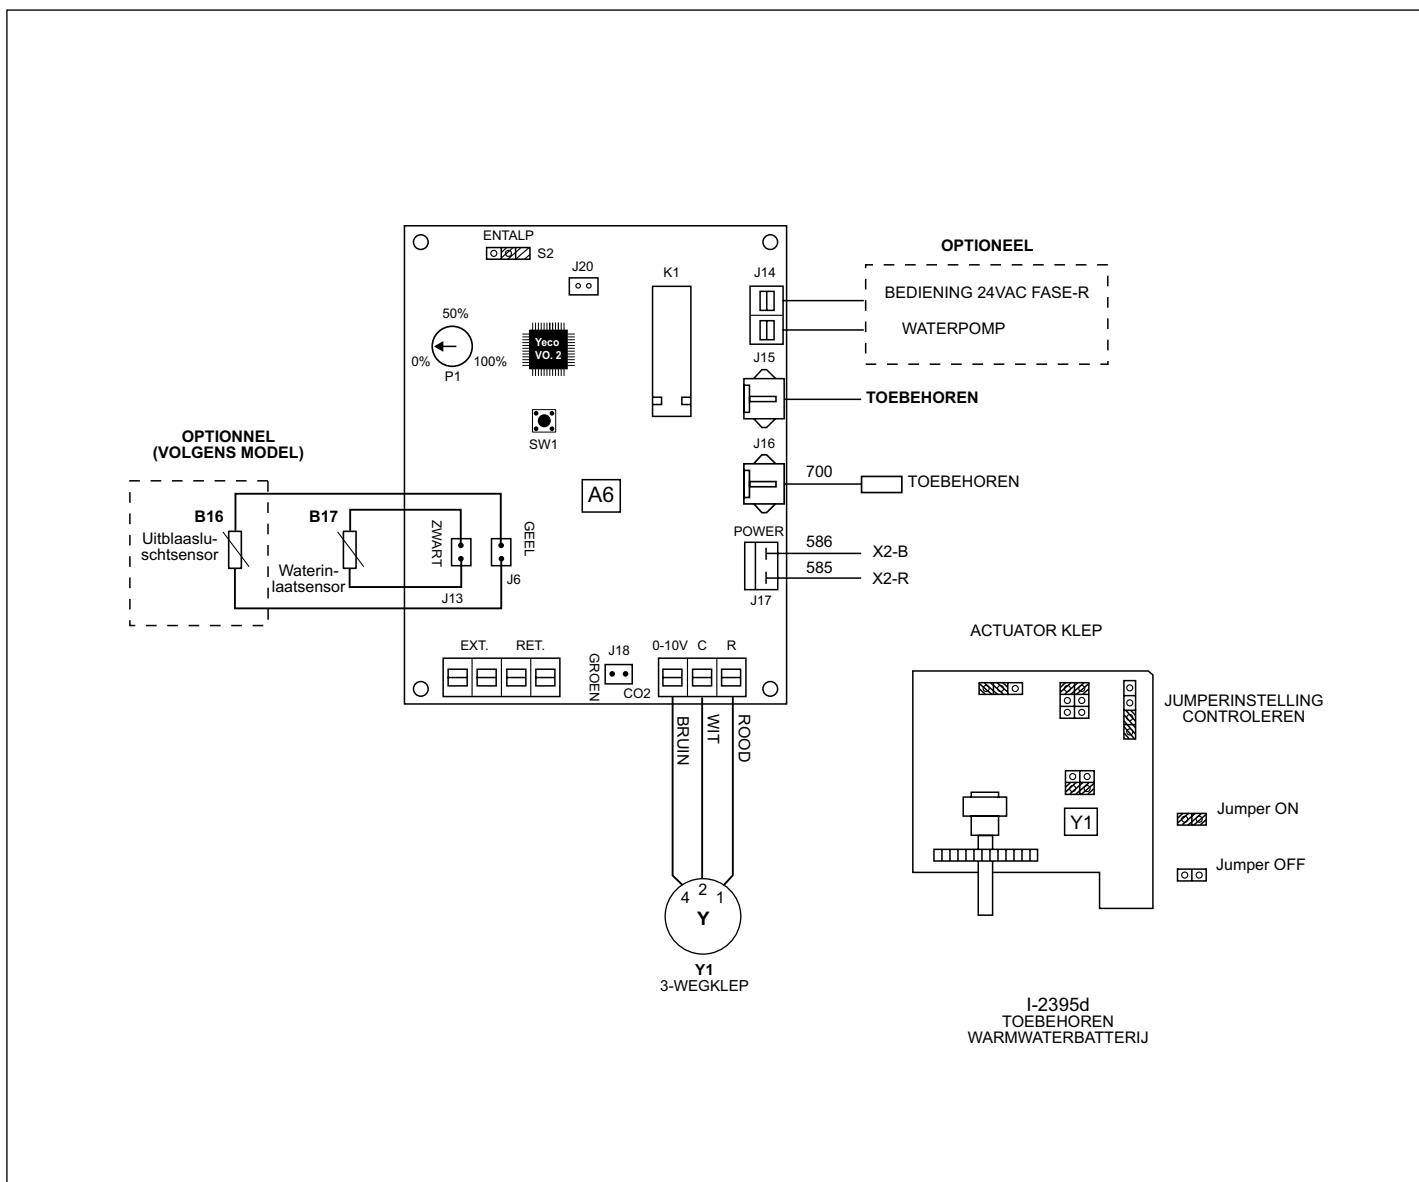 ENTALP
S2
J20
K1
J14
OPTIONEEL
BEDIENING 24VAC FASE-R
WATERPOMP
50%
0%
100%
P1
Yeco
VO. 2
SW1
J15
TOEBEHOREN
J16
700
TOEBEHOREN
A6
OPTIONNEL
(VOLGENS MODEL)
B16
Uitblaaslu-
schtsensor
B17
Waterin-
laatsensor
ZWART
J13
GEEL
J6
POWER
586
X2-B
585
X2-R
J17
EXT.
RET.
GROEN
J18
CO2
0-10V
C
R
BRUIN
WIT
ROOD
4
2
1
Y
Y1
3-WEGKLEP
ACTUATOR KLEP
JUMPERINSTELLING
CONTROLEREN
Y1
Jumper ON
Jumper OFF
I-2395d
TOEBEHOREN
WARMWATERBATTERIJ